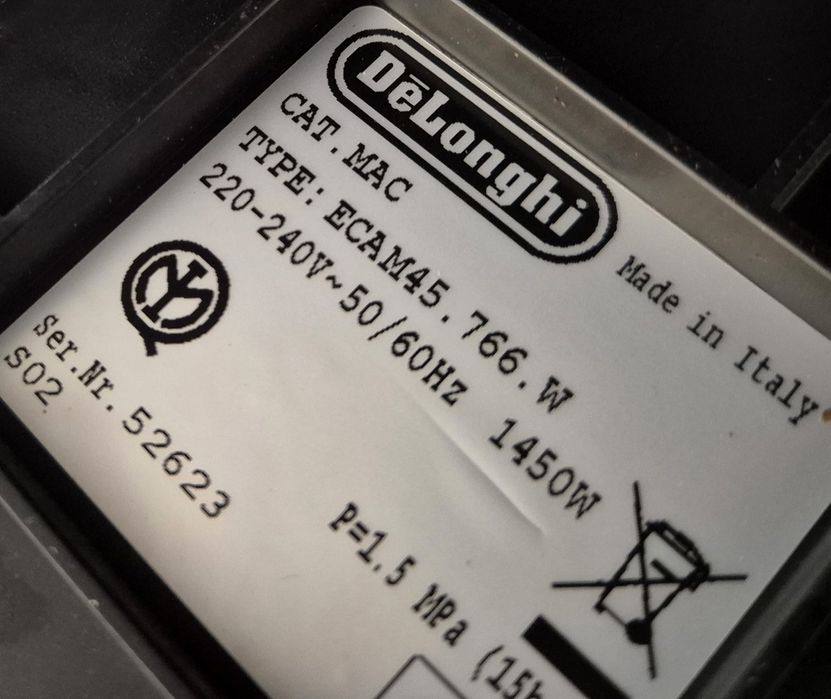 DēLonghi
Made in Italy
CAT.MAC
TYPE: ECAM45.766.W
220-240V~50/60Hz 1450W
Ser.Nr. 52623
S02
P=1.5 MPa (15b